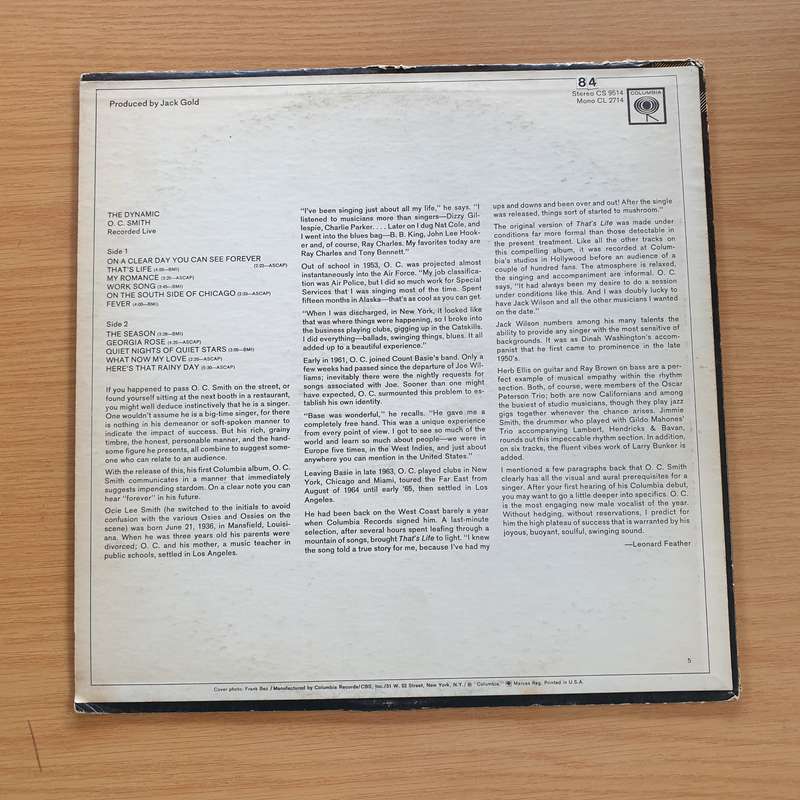 Produced by Jack Gold
84
Stereo CS 9514
Mono CL 2714
COLUMBIA
THE DYNAMIC
O. C. SMITH
Recorded Live
Side 1
ON A CLEAR DAY YOU CAN SEE FOREVER
(2:23—ASCAP)
THAT'S LIFE (4:00—BMI)
MY ROMANCE (3:25—ASCAP)
WORK SONG (3:45—BMI)
ON THE SOUTH SIDE OF CHICAGO (3:03—ASCAP)
FEVER (4:00—BMI)
Side 2
THE SEASON (3:28—BMI)
GEORGIA ROSE (4:25—ASCAP)
QUIET NIGHTS OF QUIET STARS (3:05—BMI)
WHAT NOW MY LOVE (2:35—ASCAP)
HERE'S THAT RAINY DAY (5:30—ASCAP)
If you happened to pass O. C. Smith on the street, or
found yourself sitting at the next booth in a restaurant,
you might well deduce instinctively that he is a singer.
One wouldn't assume he is a big-time singer, for there
is nothing in his demeanor or soft-spoken manner to
indicate the impact of success. But his rich, grainy
timbre, the honest, personable manner, and the hand-
some figure he presents, all combine to suggest some-
one who can relate to an audience.
With the release of this, his first Columbia album, O. C.
Smith communicates in a manner that immediately
suggests impending stardom. On a clear note you can
hear "forever" in his future.
Ocie Lee Smith (he switched to the initials to avoid
confusion with the various Osies and Ossies on the
scene) was born June 21, 1936, in Mansfield, Louisi-
ana. When he was three years old his parents were
divorced; O. C. and his mother, a music teacher in
public schools, settled in Los Angeles.
"I've been singing just about all my life," he says. "I
listened to musicians more than singers—Dizzy Gil-
lespie, Charlie Parker. . . . Later on I dug Nat Cole, and
I went into the blues bag—B. B. King, John Lee Hook-
er and, of course, Ray Charles. My favorites today are
Ray Charles and Tony Bennett."
Out of school in 1953, O. C. was projected almost
instantaneously into the Air Force. "My job classifica-
tion was Air Police, but I did so much work for Special
Services that I was singing most of the time. Spent
fifteen months in Alaska—that's as cool as you can get.
"When I was discharged, in New York, it looked like
that was where things were happening, so I broke into
the business playing clubs, gigging up in the Catskills.
I did everything—ballads, swinging things, blues. It all
added up to a beautiful experience."
Early in 1961, O. C. joined Count Basie's band. Only a
few weeks had passed since the departure of Joe Wil-
liams; inevitably there were the nightly requests for
songs associated with Joe. Sooner than one might
have expected, O. C. surmounted this problem to es-
tablish his own identity.
"Base was wonderful," he recalls. "He gave me a
completely free hand. This was a unique experience
from every point of view. I got to see so much of the
world and learn so much about people—we were in
Europe five times, in the West Indies, and just about
anywhere you can mention in the United States."
Leaving Basie in late 1963, O. C. played clubs in New
York, Chicago and Miami, toured the Far East from
August of 1964 until early '65, then settled in Los
Angeles.
He had been back on the West Coast barely a year
when Columbia Records signed him. A last-minute
selection, after several hours spent leafing through a
mountain of songs, brought That's Life to light. "I knew
the song told a true story for me, because I've had my
ups and downs and been over and out! After the single
was released, things sort of started to mushroom."
The original version of That's Life was made under
conditions far more formal than those detectable in
the present treatment. Like all the other tracks on
this compelling album, it was recorded at Colum-
bia's studios in Hollywood before an audience of a
couple of hundred fans. The atmosphere is relaxed,
the singing and accompaniment are informal. O. C.
says, "It had always been my desire to do a session
under conditions like this. And I was doubly lucky to
have Jack Wilson and all the other musicians I wanted
on the date."
Jack Wilson numbers among his many talents the
ability to provide any singer with the most sensitive of
backgrounds. It was as Dinah Washington's accom-
panist that he first came to prominence in the late
1950's.
Herb Ellis on guitar and Ray Brown on bass are a per-
fect example of musical empathy within the rhythm
section. Both, of course, were members of the Oscar
Peterson Trio; both are now Californians and among
the busiest of studio musicians, though they play jazz
gigs together whenever the chance arises. Jimmie
Smith, the drummer who played with Gildo Mahones'
Trio accompanying Lambert, Hendricks & Bavan,
rounds out this impeccable rhythm section. In addition,
on six tracks, the fluent vibes work of Larry Bunker is
added.
I mentioned a few paragraphs back that O. C. Smith
clearly has all the visual and aural prerequisites for a
singer. After your first hearing of his Columbia debut,
you may want to go a little deeper into specifics. O. C.
is the most engaging new male vocalist of the year.
Without hedging, without reservations, I predict for
him the high plateau of success that is warranted by his
joyous, buoyant, soulful, swinging sound.
—Leonard Feather
5
Cover photo: Frank Bez / Manufactured by Columbia Records/CBS, Inc./51 W. 52 Street, New York, N.Y. / ® "Columbia," Marcas Reg. Printed in U.S.A.